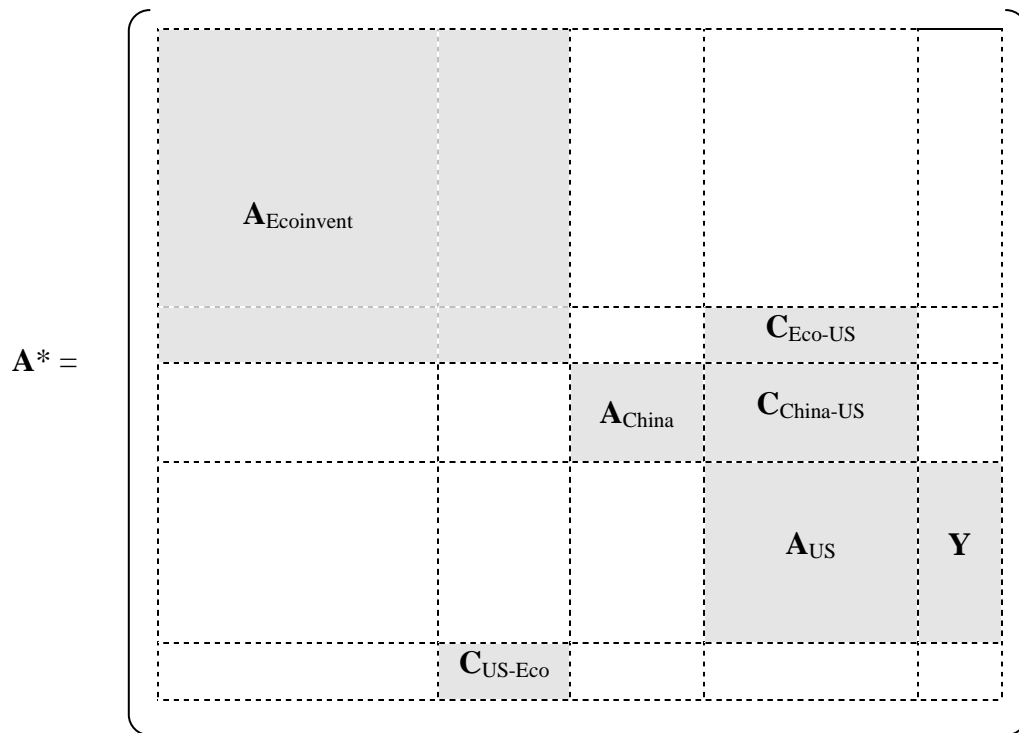 A_Ecoinvent
C_Eco-US
A* =
A_China C_China-US
A_US Y
C_US-Eco